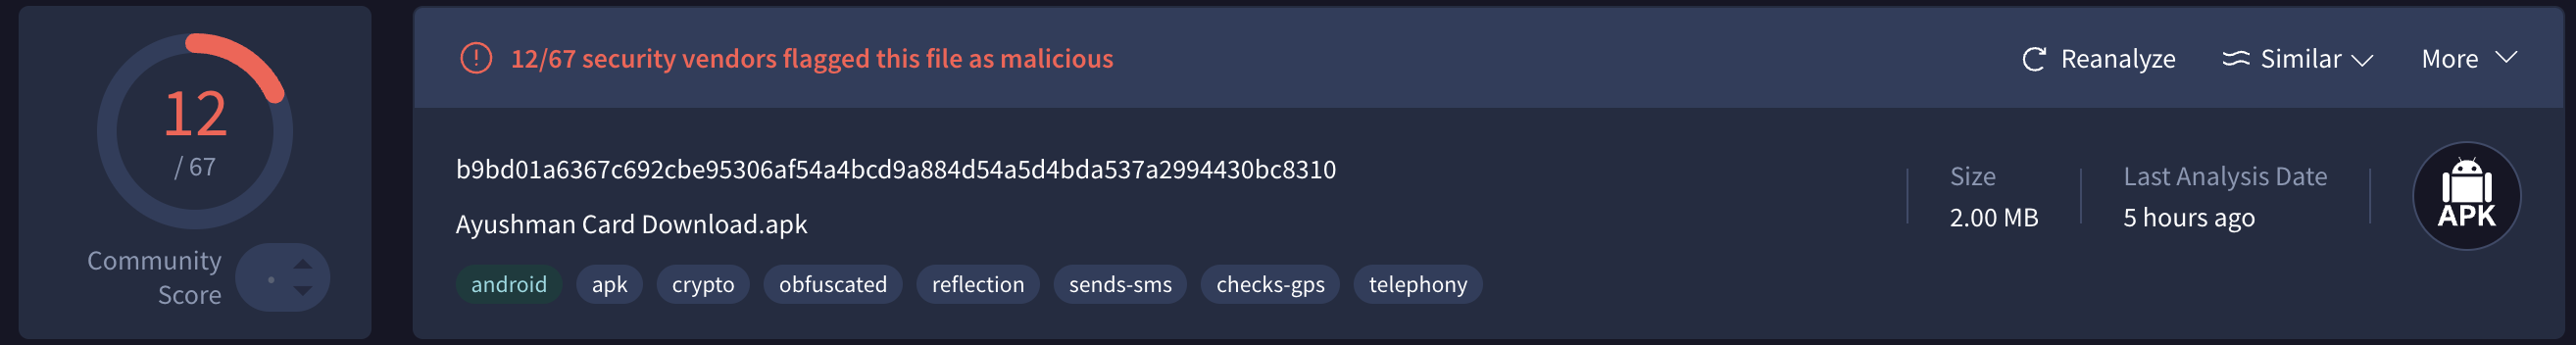 12
/ 67
Community
Score
12/67 security vendors flagged this file as malicious
Reanalyze
Similar
More
b9bd01a6367c692cbe95306af54a4bcd9a884d54a5d4bda537a2994430bc8310
Ayushman Card Download.apk
android apk crypto obfuscated reflection sends-sms checks-gps telephony
Size
2.00 MB
Last Analysis Date
5 hours ago
APK